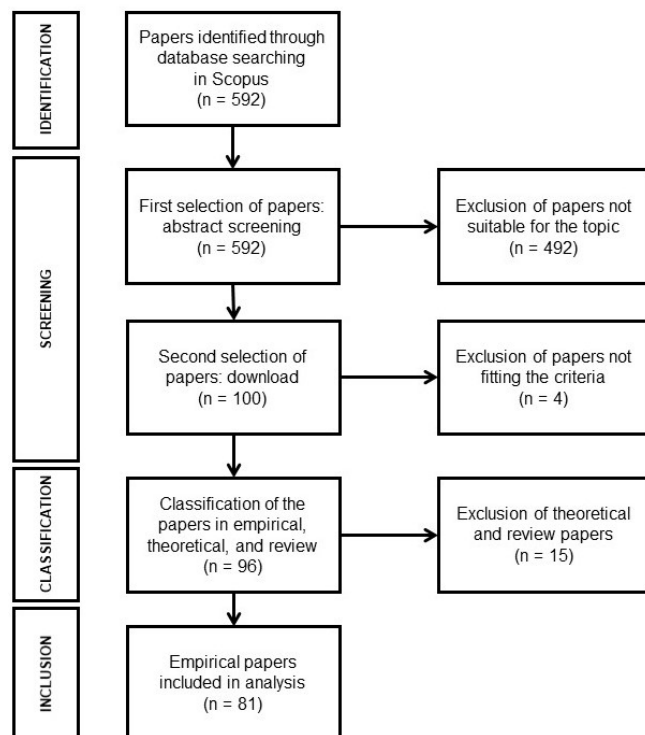 IDENTIFICATION
Papers identified through
database searching
in Scopus
(n = 592)
SCREENING
First selection of papers:
abstract screening
(n = 592)
Exclusion of papers not
suitable for the topic
(n = 492)
Second selection of
papers: download
(n = 100)
Exclusion of papers not
fitting the criteria
(n = 4)
CLASSIFICATION
Classification of the
papers in empirical,
theoretical, and review
(n = 96)
Exclusion of theoretical
and review papers
(n = 15)
INCLUSION
Empirical papers
included in analysis
(n = 81)